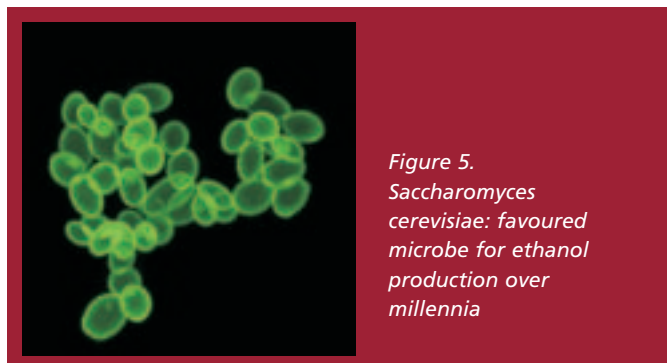 Figure 5.
Saccharomyces
cerevisiae: favoured
microbe for ethanol
production over
millennia